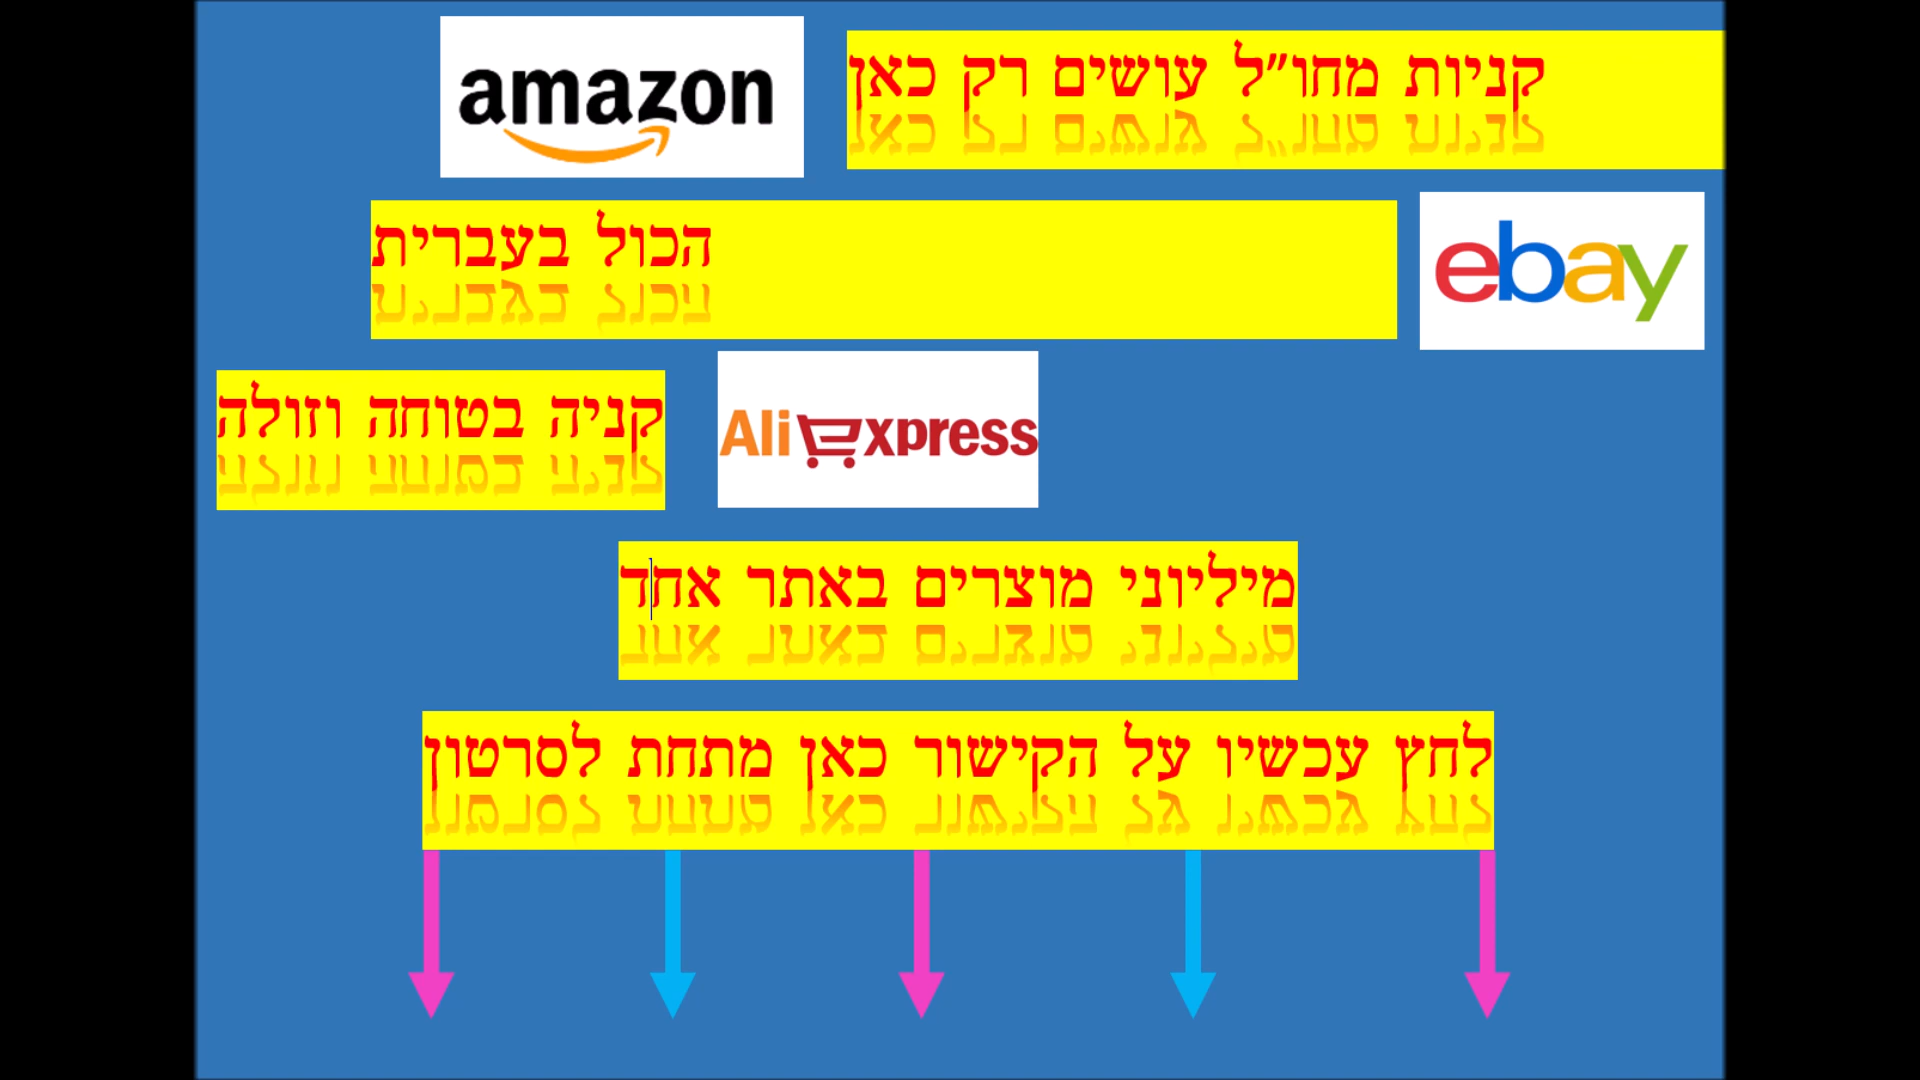 קניות מחו"ל עושים רק כאן
amazon
ebay
הכול בעברית
AliExpress
קניה בטוחה וזולה
מיליוני מוצרים באתר אחד
לחץ עכשיו על הקישור כאן מתחת לסרטון